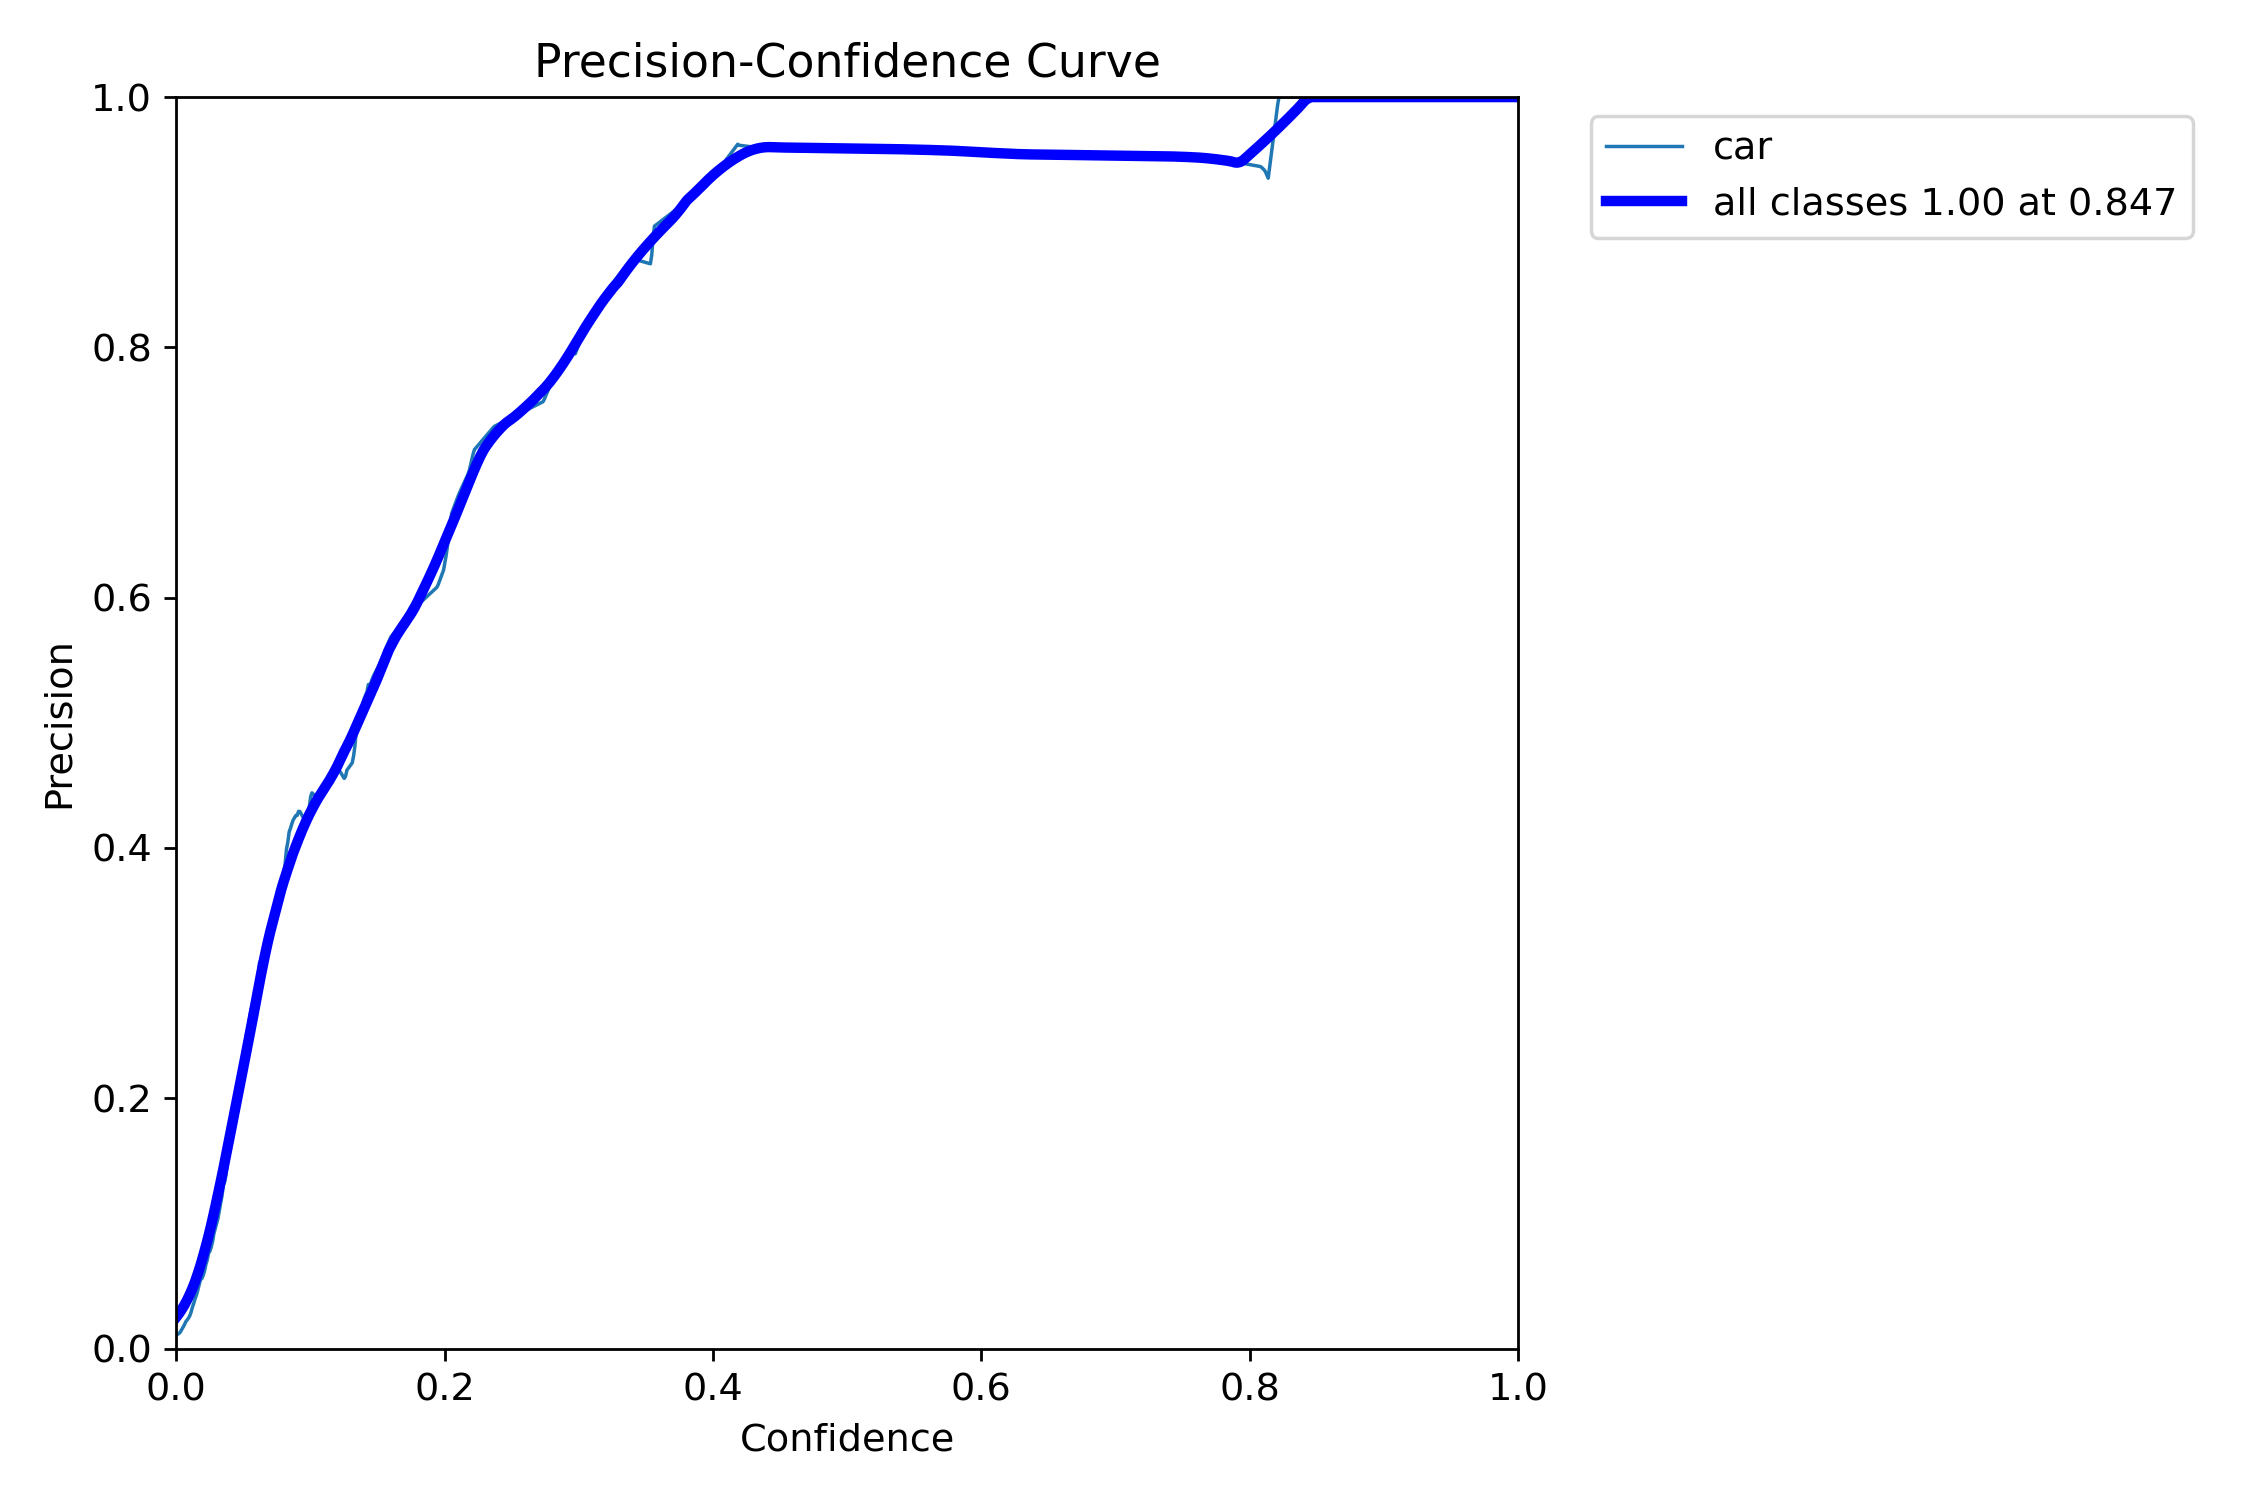 Precision-Confidence Curve
1.0
0.8
0.6
0.4
0.2
0.0
Precision
0.0 0.2 0.4 0.6 0.8 1.0
Confidence
car
all classes 1.00 at 0.847